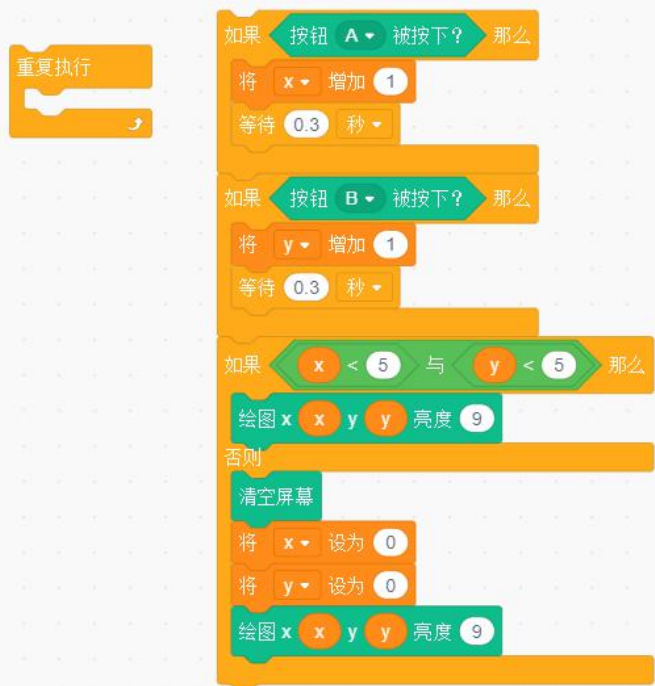 重复执行
如果 按钮 A 被按下? 那么
将 x 增加 1
等待 0.3 秒
如果 按钮 B 被按下? 那么
将 y 增加 1
等待 0.3 秒
如果 x < 5 与 y < 5 那么
绘图 x x y y 亮度 9
否则
清空屏幕
将 x 设为 0
将 y 设为 0
绘图 x x y y 亮度 9